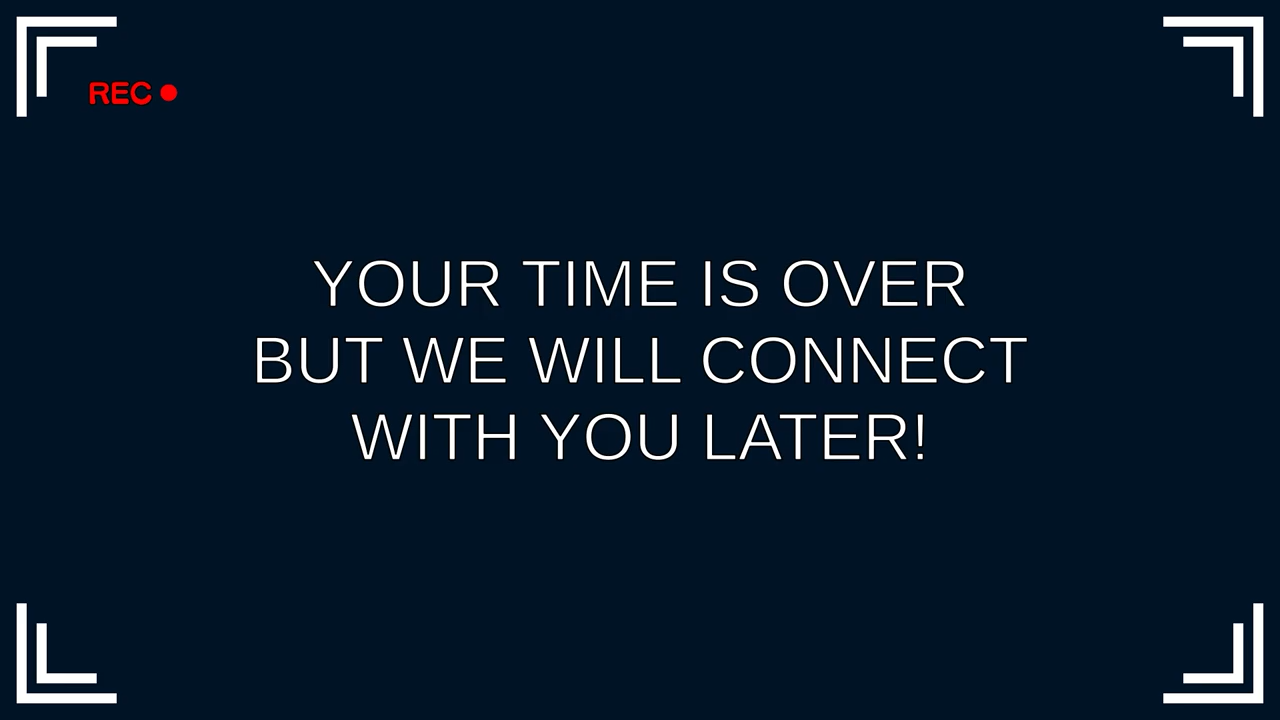 REC
YOUR TIME IS OVER
BUT WE WILL CONNECT
WITH YOU LATER!